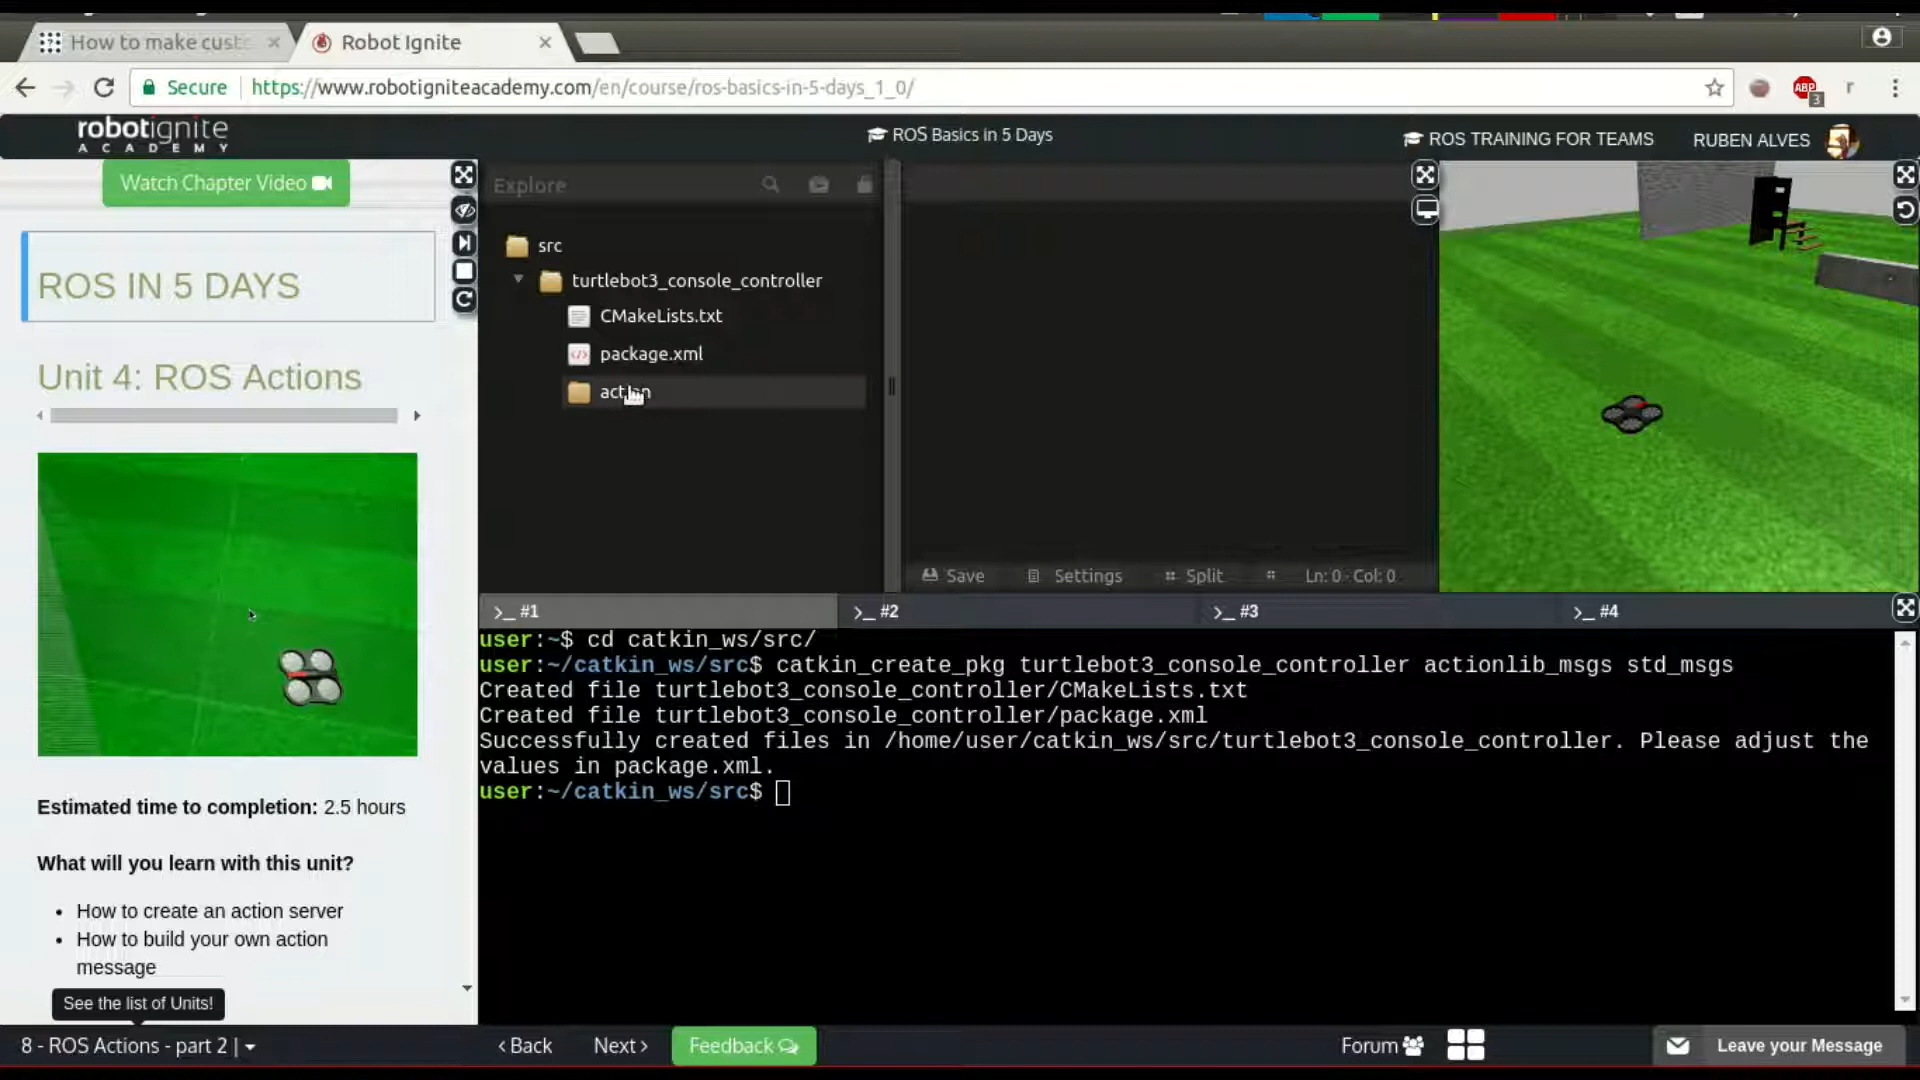 How to make cust
Robot Ignite
Secure
https://www.robotigniteacademy.com/en/course/ros-basics-in-5-days_1_0/
ABP
3
r
robotignite
ACADEMY
ROS Basics in 5 Days
ROS TRAINING FOR TEAMS
RUBEN ALVES
Watch Chapter Video
ROS IN 5 DAYS
Unit 4: ROS Actions
Estimated time to completion: 2.5 hours
What will you learn with this unit?
• How to create an action server
• How to build your own action
message
See the list of Units!
Explore
src
turtlebot3_console_controller
CMakeLists.txt
package.xml
action
Save
Settings
Split
Ln: 0 - Col: 0
>_ #1
>_ #2
>_ #3
>_ #4
user:~$ cd catkin_ws/src/
user:~/catkin_ws/src$ catkin_create_pkg turtlebot3_console_controller actionlib_msgs std_msgs
Created file turtlebot3_console_controller/CMakeLists.txt
Created file turtlebot3_console_controller/package.xml
Successfully created files in /home/user/catkin_ws/src/turtlebot3_console_controller. Please adjust the
values in package.xml.
user:~/catkin_ws/src$
8 - ROS Actions - part 2 |
‹ Back
Next ›
Feedback
Forum
Leave your Message